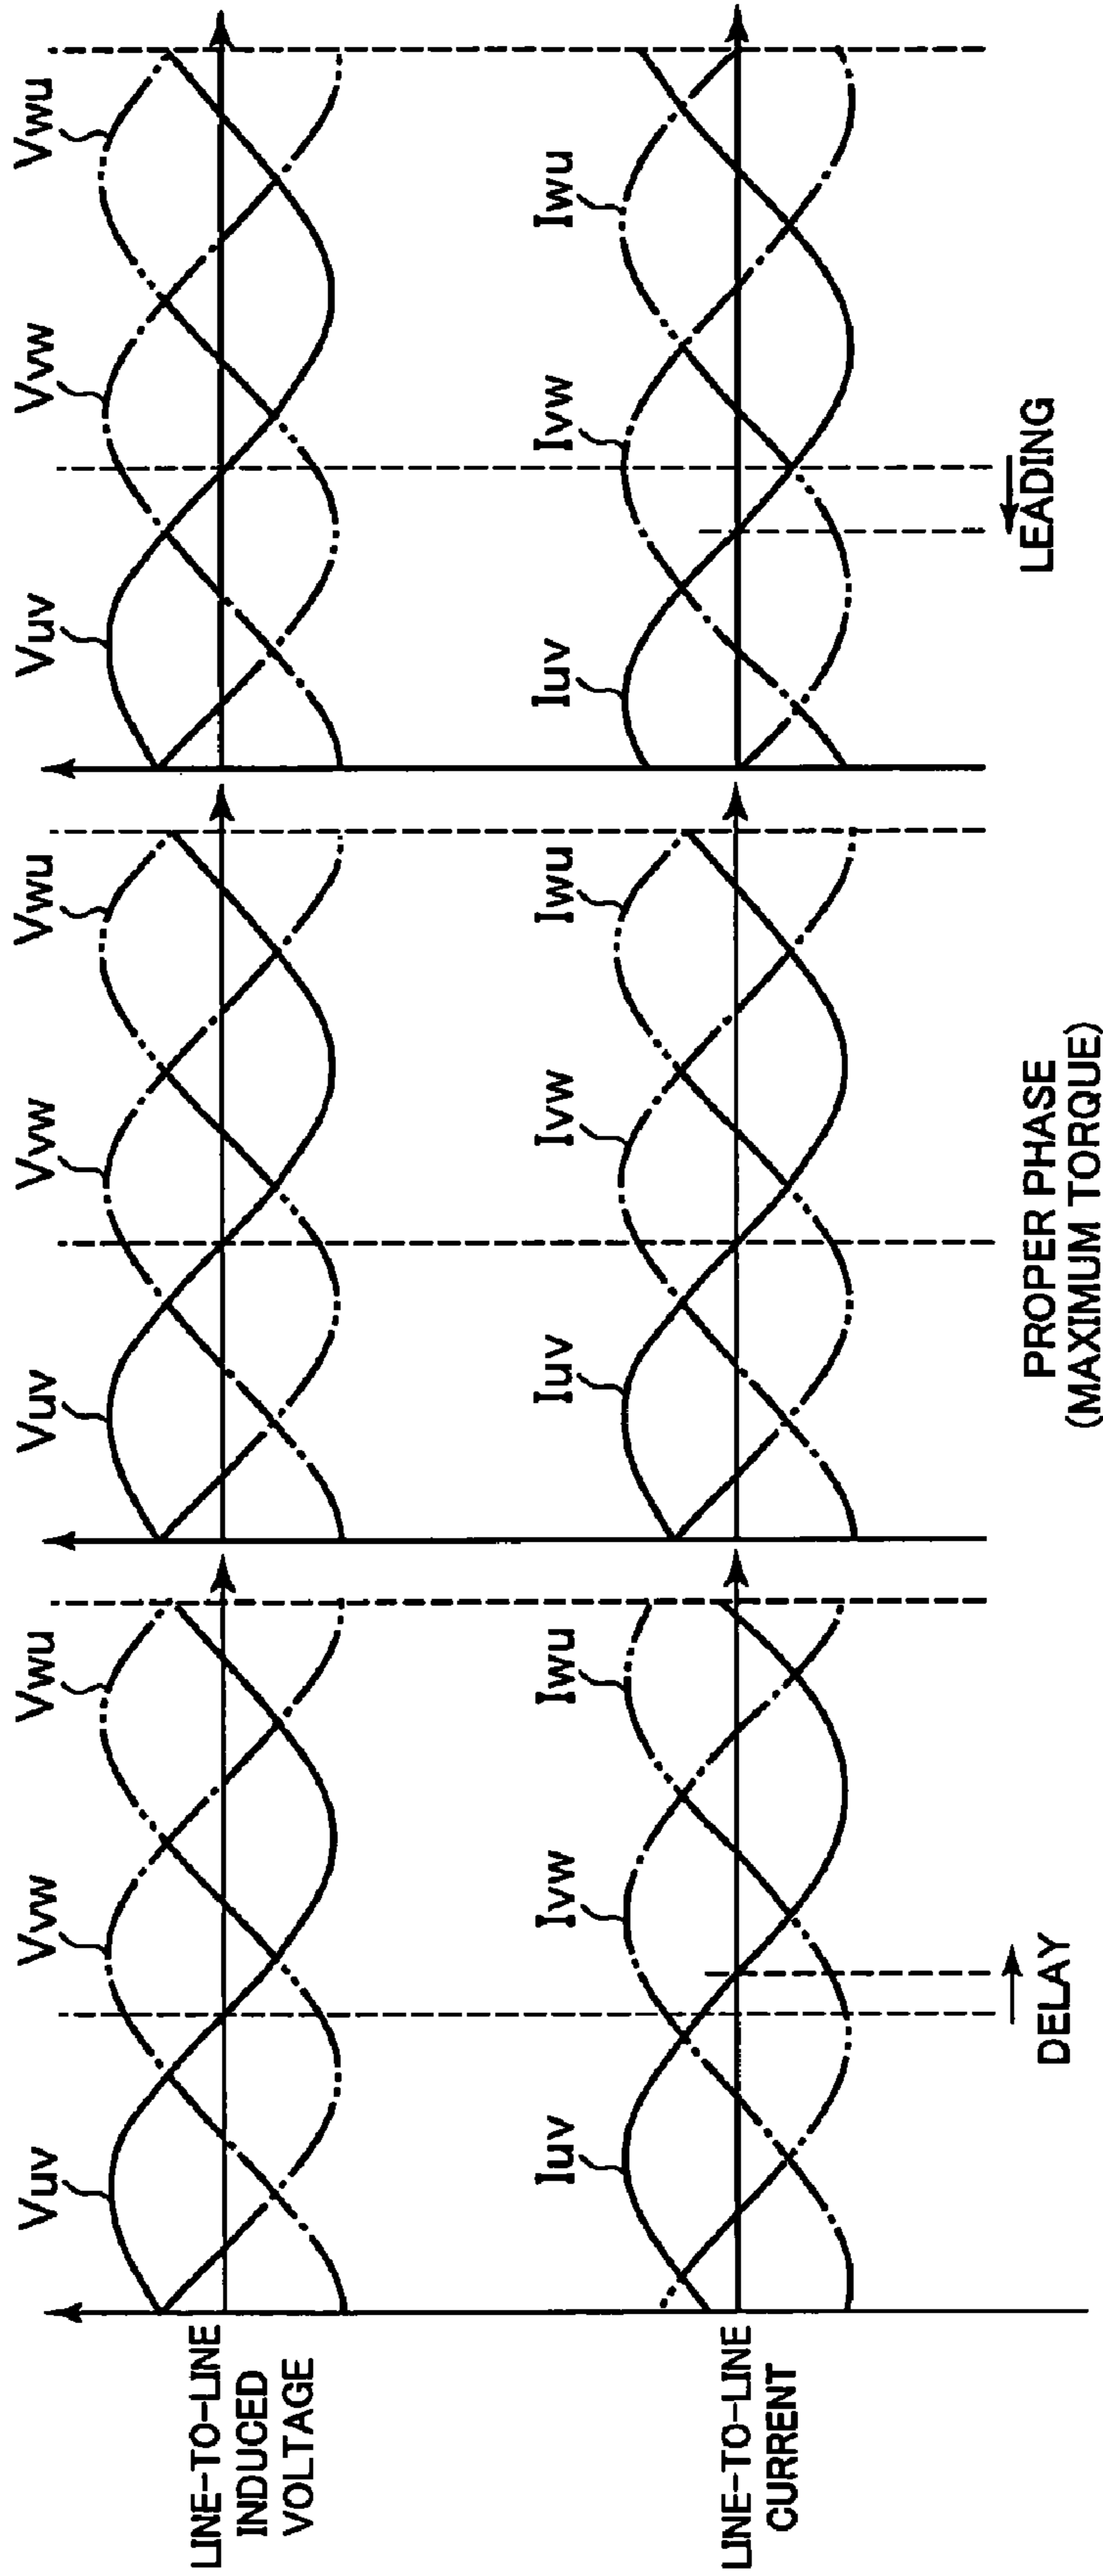 Vuv
Vvw
Vwu
Vuv
Vvw
Vwu
Vuv
Vvw
Vwu
LINE-TO-LINE
INDUCED
VOLTAGE
Iuv
Ivw
Iwu
Iuv
Ivw
Iwu
Iuv
Ivw
Iwu
LINE-TO-LINE
CURRENT
DELAY
PROPER PHASE
(MAXIMUM TORQUE)
LEADING